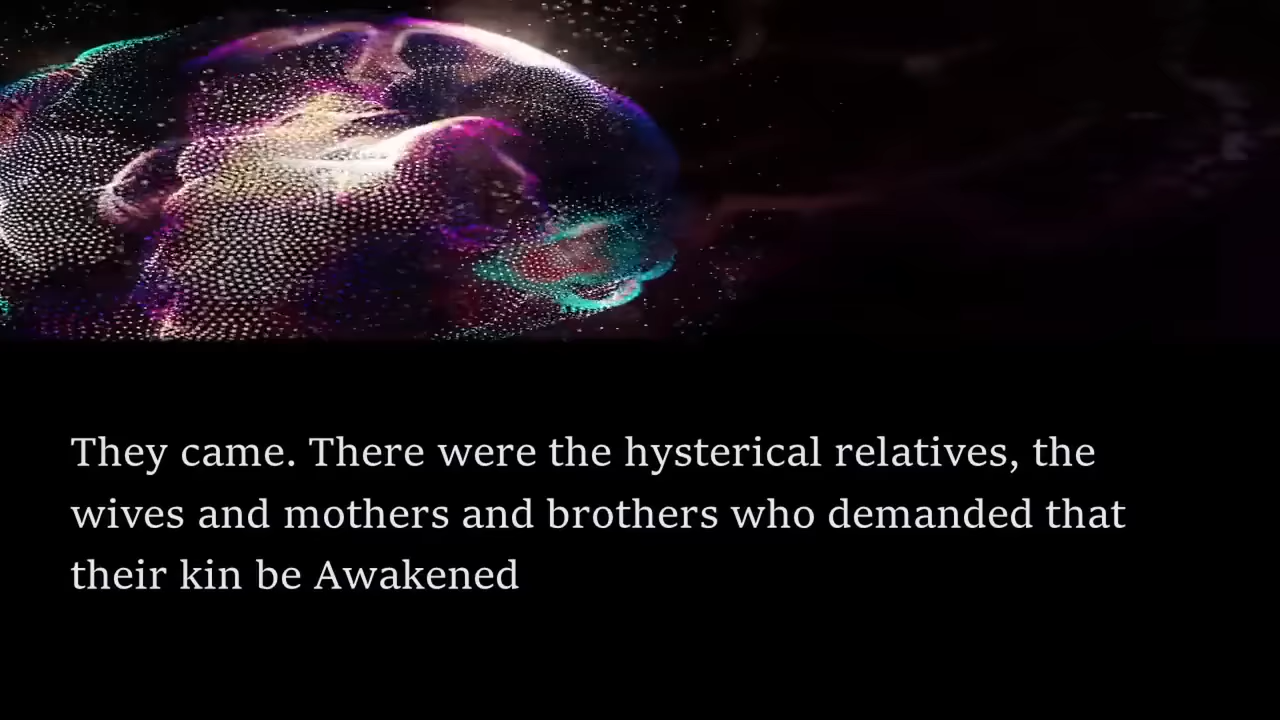 They came. There were the hysterical relatives, the
wives and mothers and brothers who demanded that
their kin be Awakened